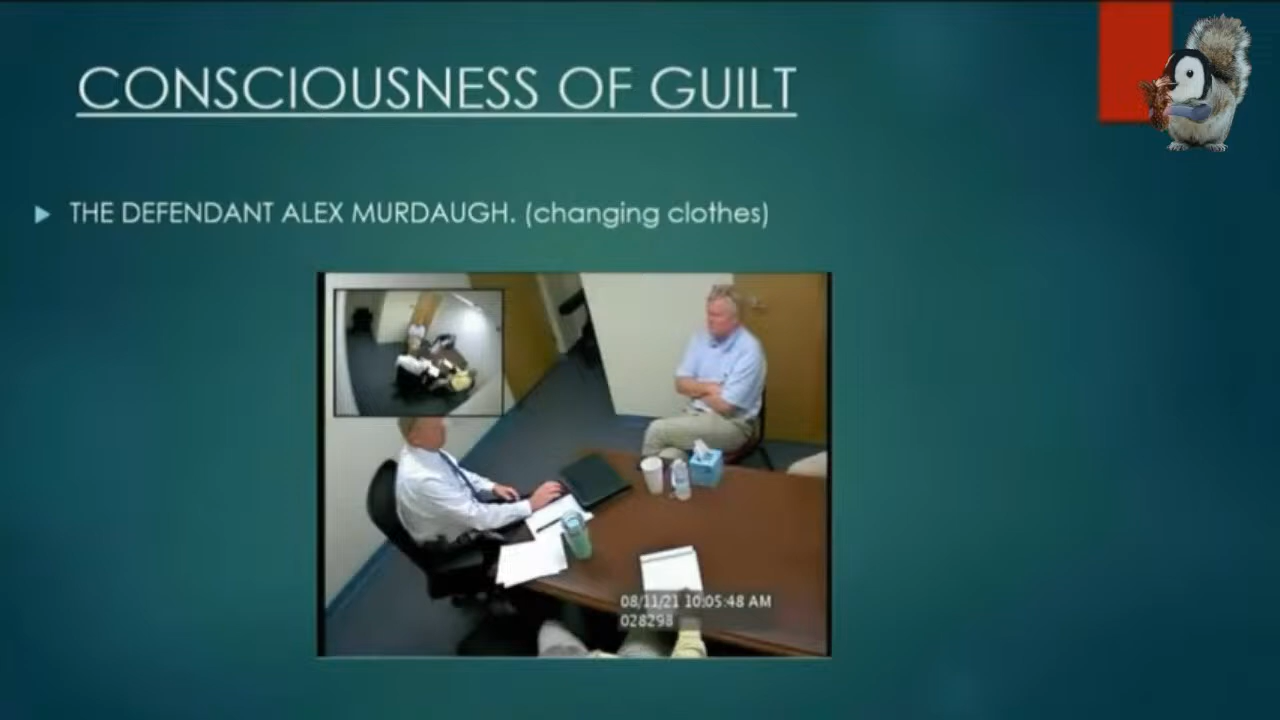 CONSCIOUSNESS OF GUILT
THE DEFENDANT ALEX MURDAUGH. (changing clothes)
08/11/21 10:05:48 AM
028298